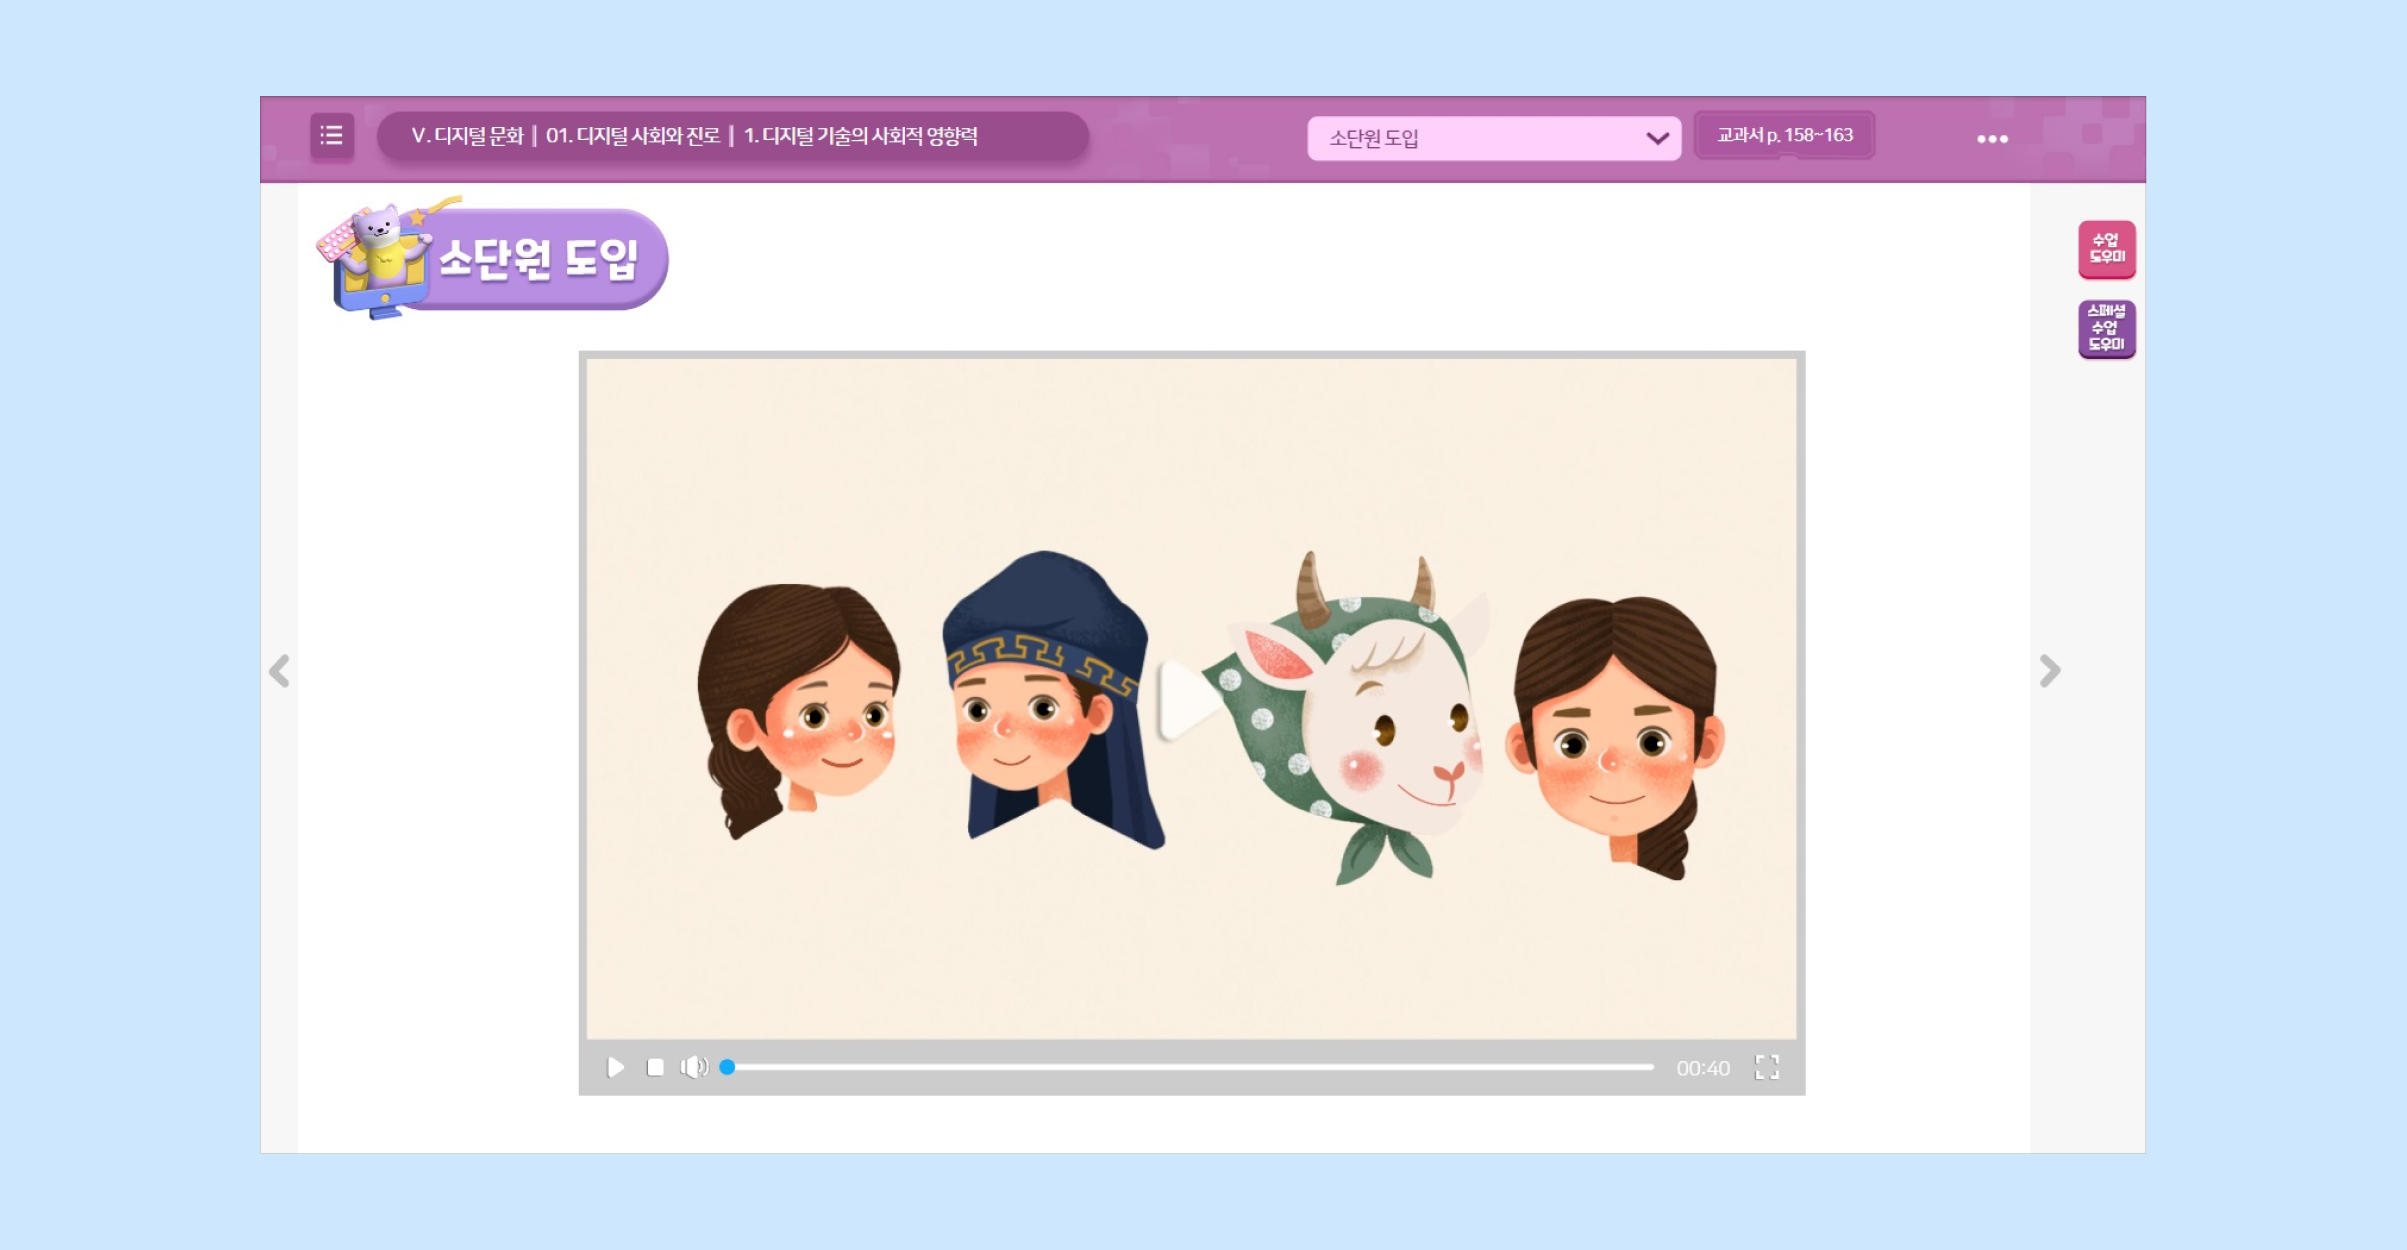 V. 디지털 문화 | 01. 디지털 사회와 진로 | 1. 디지털 기술의 사회적 영향력
소단원 도입
교과서 p. 158~163
소단원 도입
수업
도우미
스페셜
수업
도우미
00:40